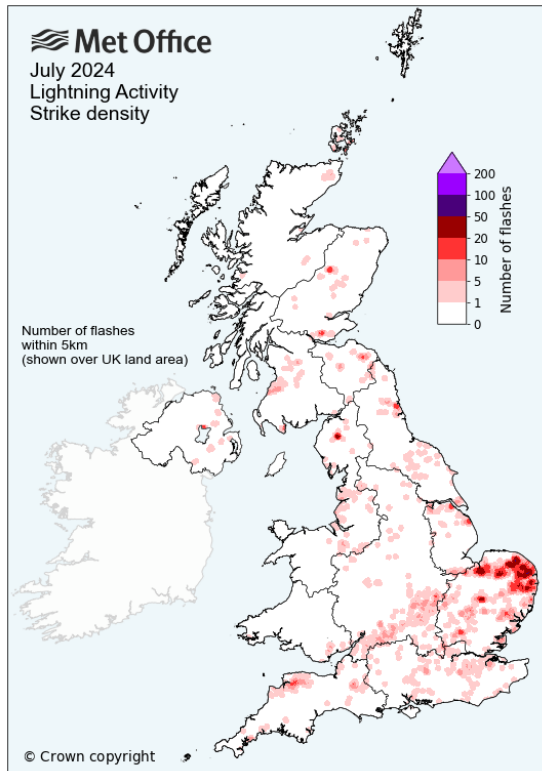 Met Office
July 2024
Lightning Activity
Strike density
200
100
50
20
10
5
1
0
Number of flashes
Number of flashes
within 5km
(shown over UK land area)
© Crown copyright